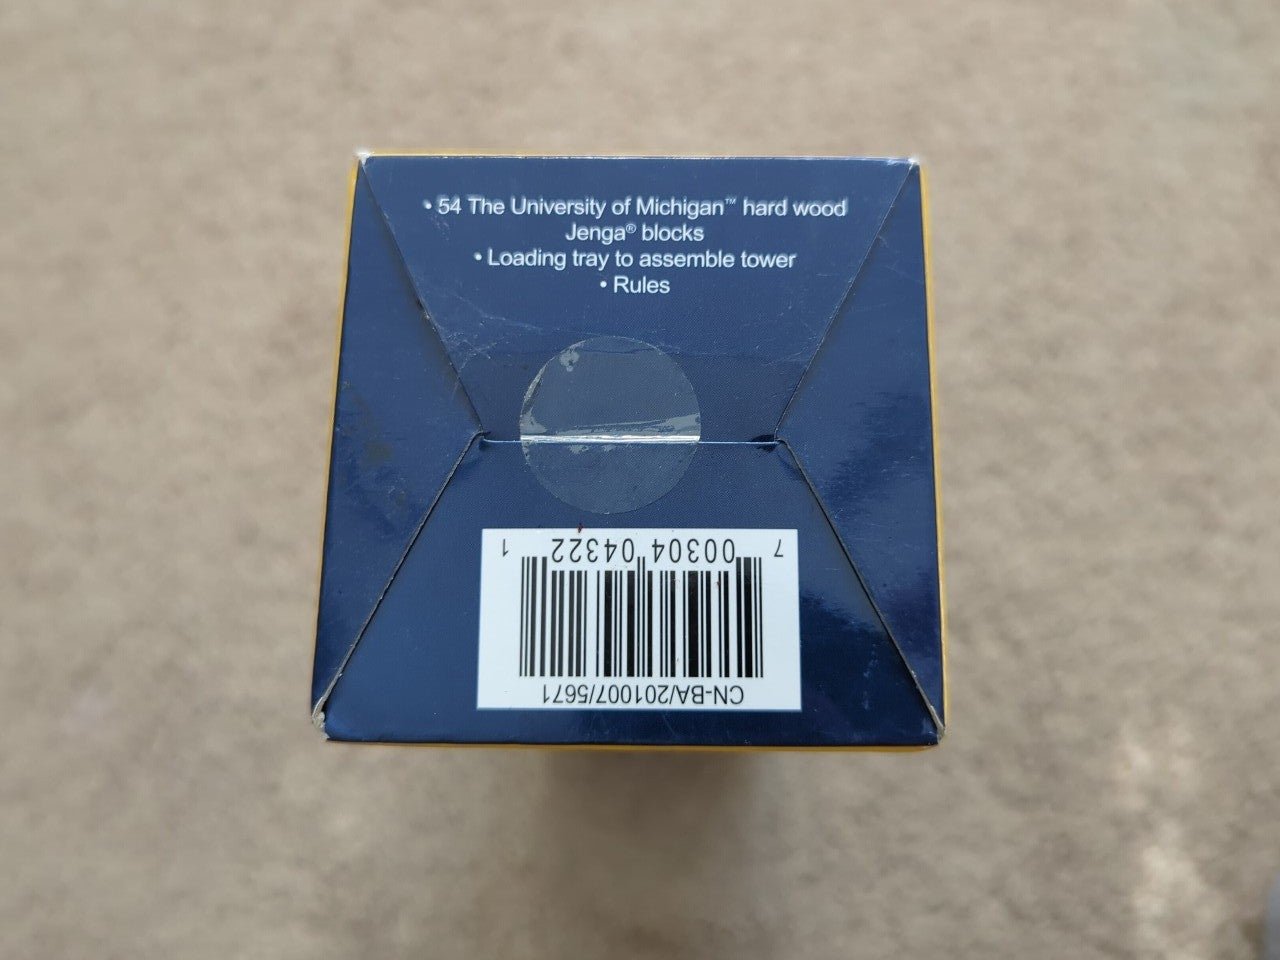 • 54 The University of Michigan™ hard wood
Jenga® blocks
• Loading tray to assemble tower
• Rules
CN-BA/201007/5671
7 00304 04322 1